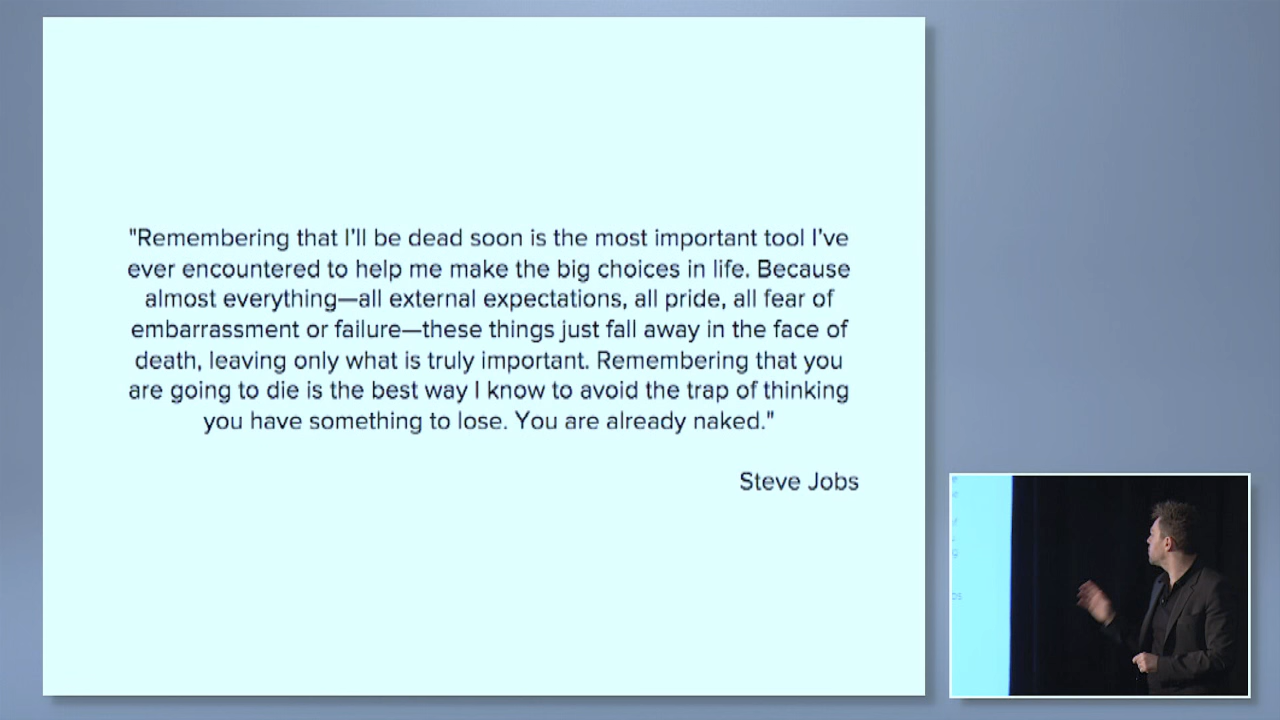 "Remembering that I'll be dead soon is the most important tool I've
ever encountered to help me make the big choices in life. Because
almost everything—all external expectations, all pride, all fear of
embarrassment or failure—these things just fall away in the face of
death, leaving only what is truly important. Remembering that you
are going to die is the best way I know to avoid the trap of thinking
you have something to lose. You are already naked."
Steve Jobs